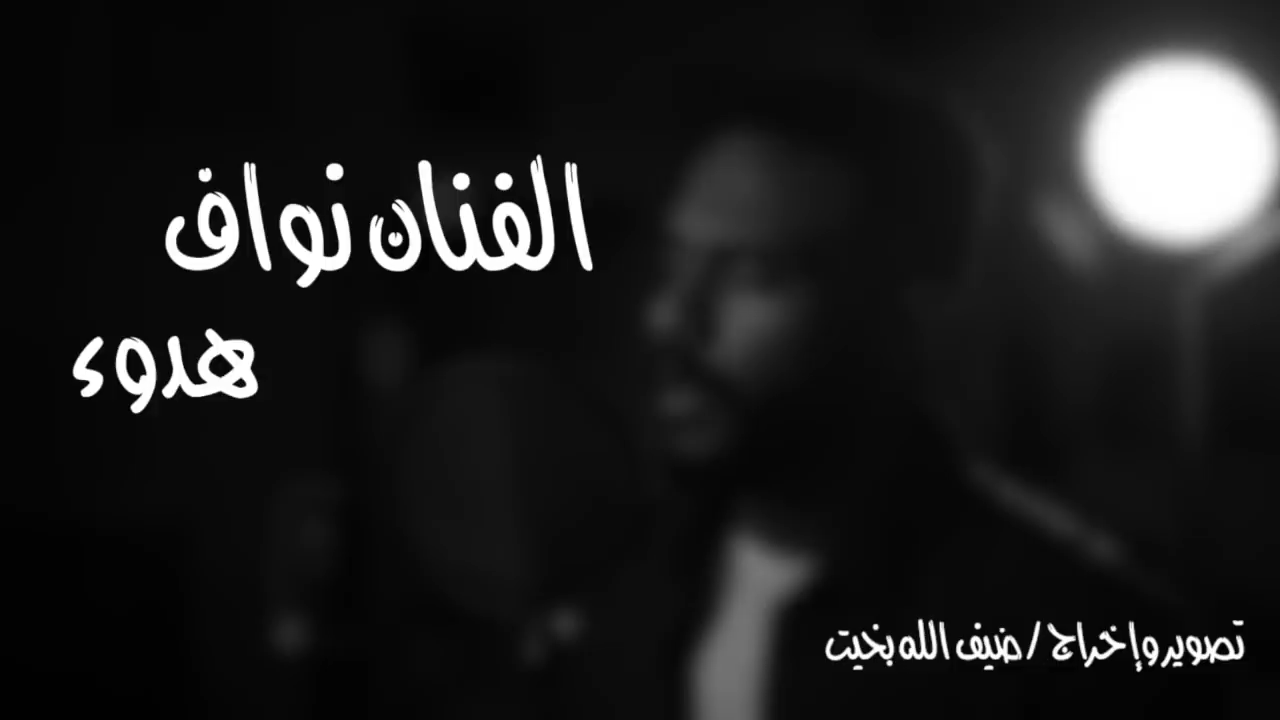 الفنان نواف
هدوء
تصوير وإخراج / ضيف الله بخيت